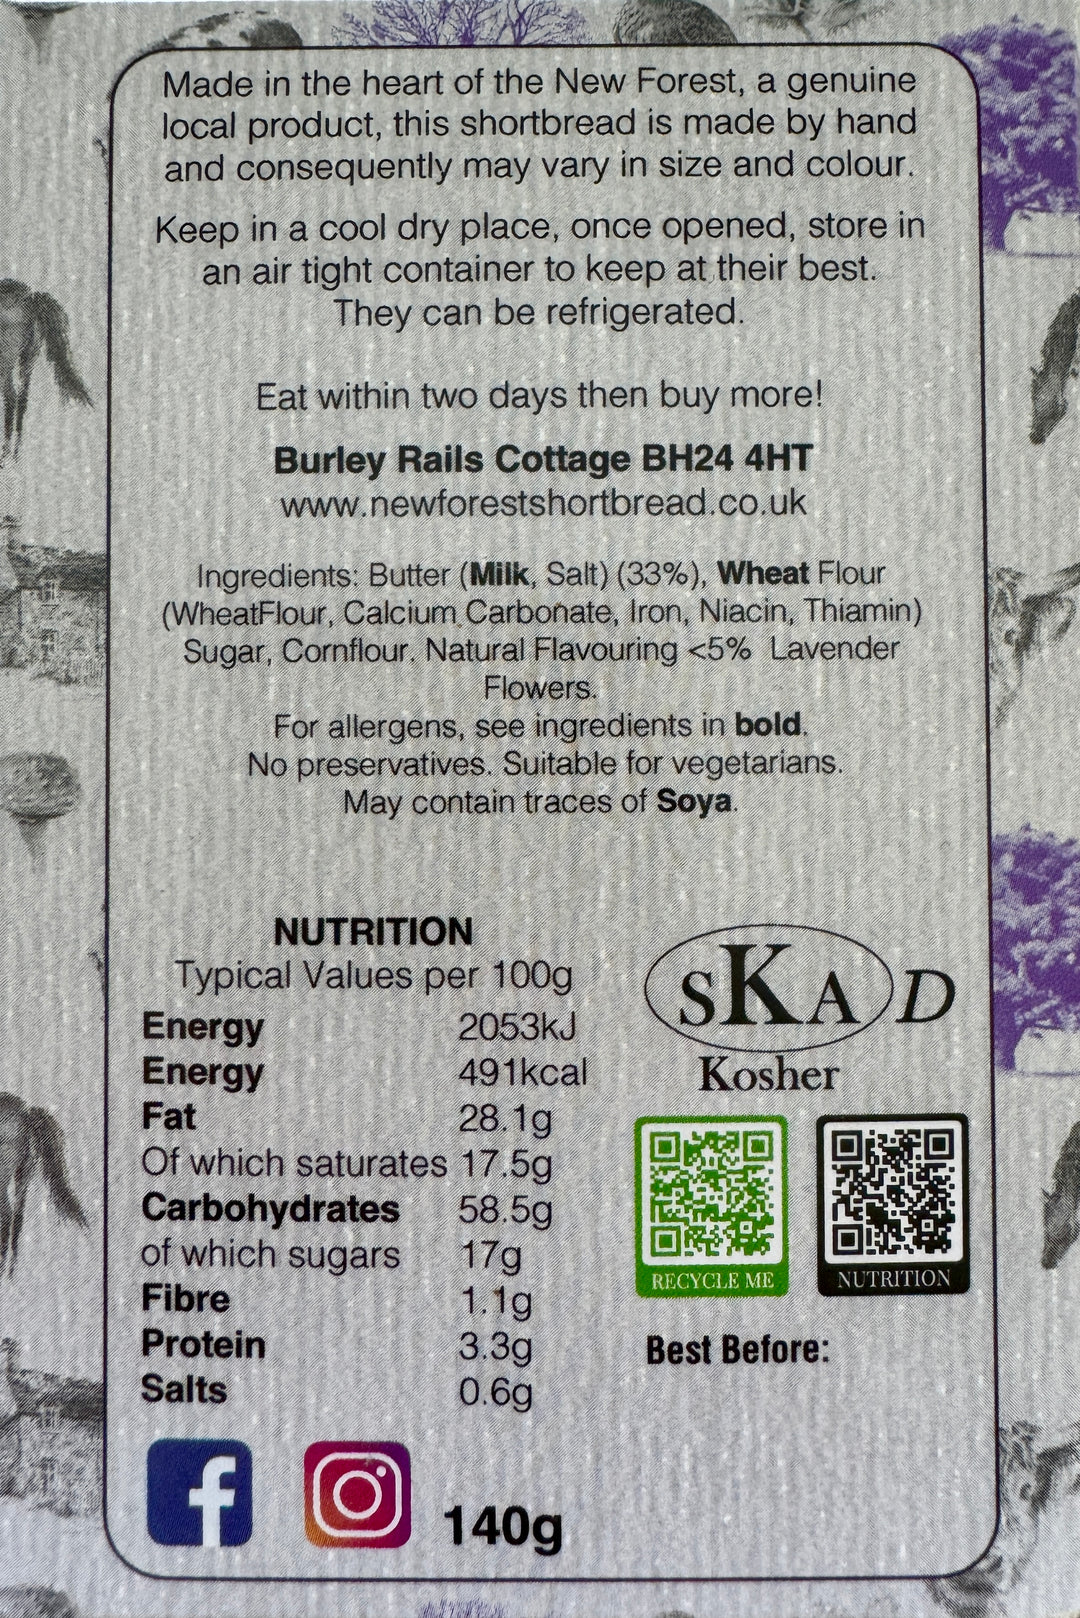 Made in the heart of the New Forest, a genuine
local product, this shortbread is made by hand
and consequently may vary in size and colour.
Keep in a cool dry place, once opened, store in
an air tight container to keep at their best.
They can be refrigerated.
Eat within two days then buy more!
Burley Rails Cottage BH24 4HT
www.newforestshortbread.co.uk
Ingredients: Butter (Milk, Salt) (33%), Wheat Flour
(WheatFlour, Calcium Carbonate, Iron, Niacin, Thiamin)
Sugar, Cornflour. Natural Flavouring <5% Lavender
Flowers.
For allergens, see ingredients in bold.
No preservatives. Suitable for vegetarians.
May contain traces of Soya.
NUTRITION
Typical Values per 100g
Energy 2053kJ
Energy 491kcal
Fat 28.1g
Of which saturates 17.5g
Carbohydrates 58.5g
of which sugars 17g
Fibre 1.1g
Protein 3.3g
Salts 0.6g
SKA D
Kosher
RECYCLE ME
NUTRITION
Best Before:
140g